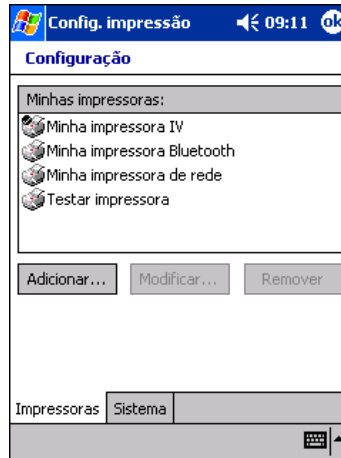 Config. impressão 09:11 ok
Configuração
Minhas impressoras:
Minha impressora IV
Minha impressora Bluetooth
Minha impressora de rede
Testar impressora
Adicionar... Modificar... Remover
Impressoras Sistema